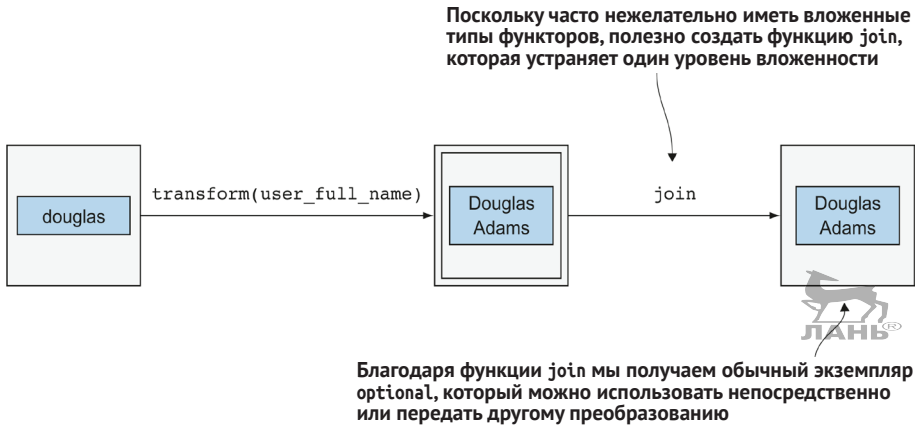 Поскольку часто нежелательно иметь вложенные
типы функторов, полезно создать функцию join,
которая устраняет один уровень вложенности
douglas
transform(user_full_name)
Douglas
Adams
join
Douglas
Adams
ЛАНЬ®
Благодаря функции join мы получаем обычный экземпляр
optional, который можно использовать непосредственно
или передать другому преобразованию